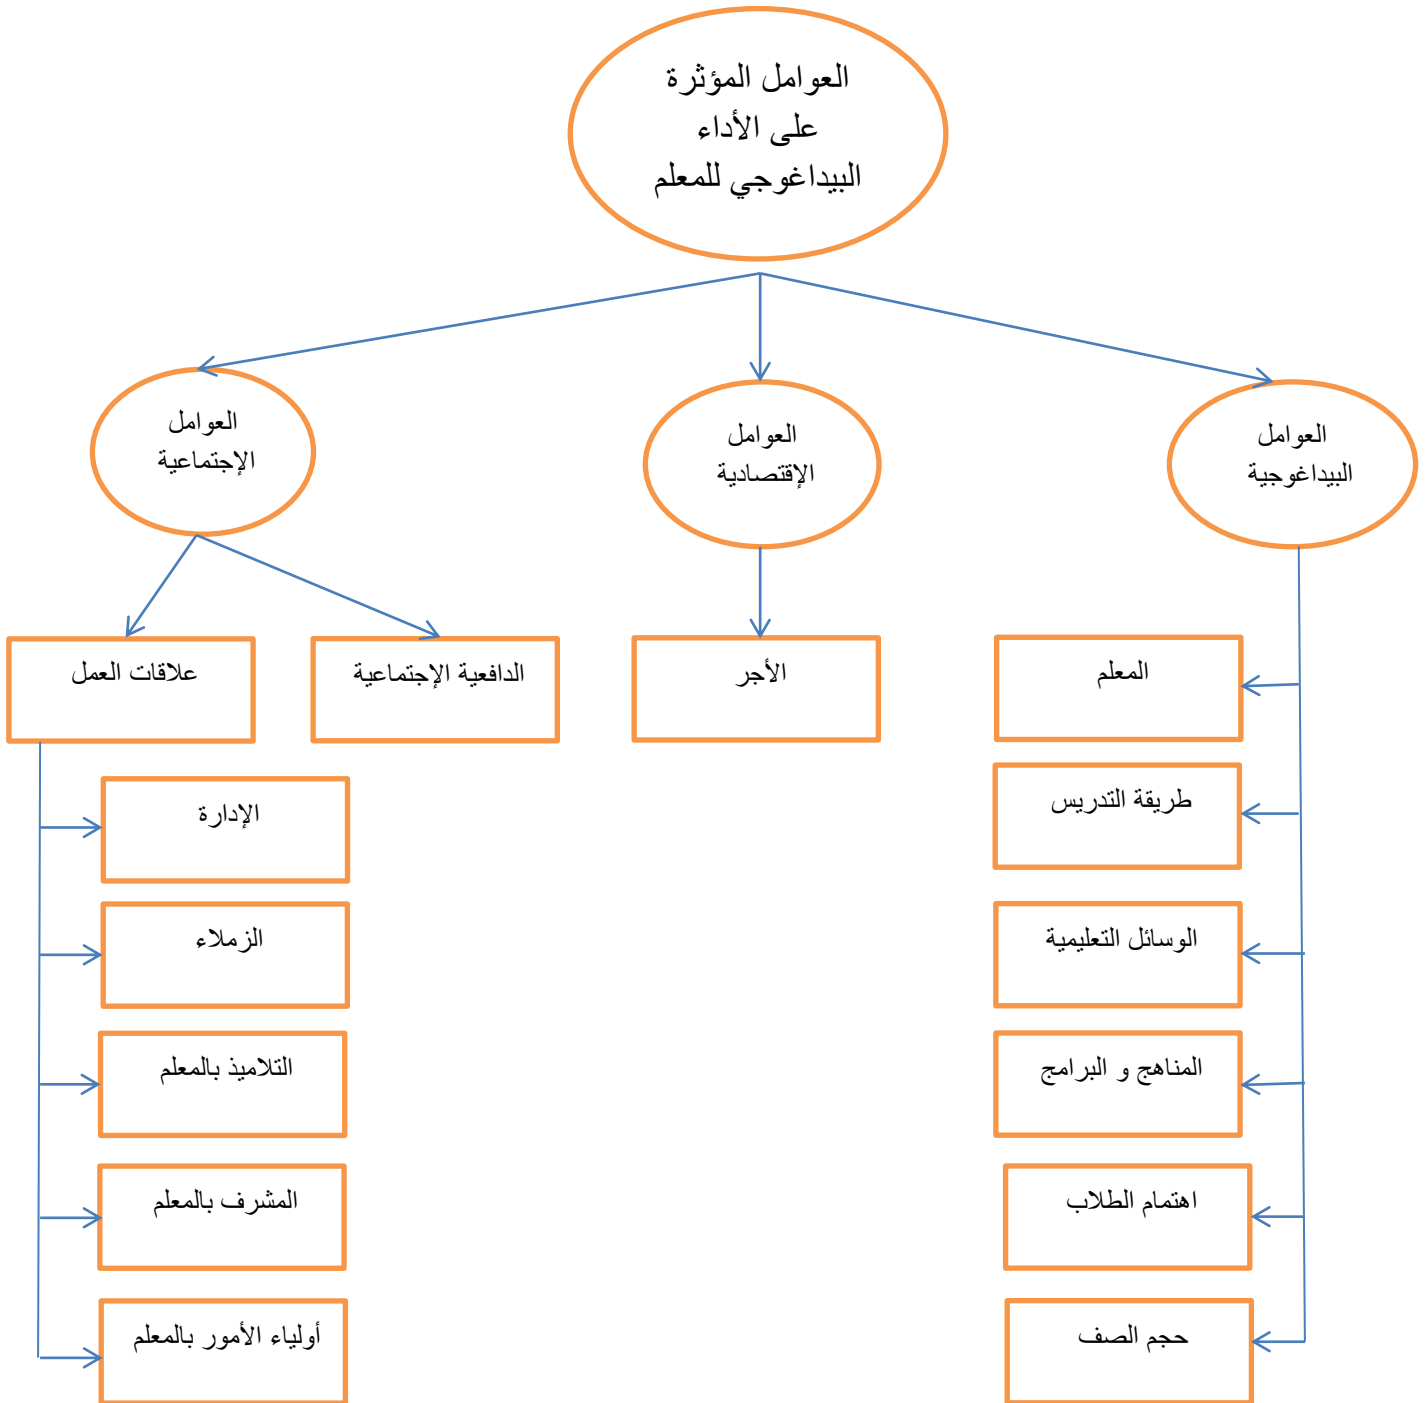 العوامل المؤثرة
على الأداء
البيداغوجي للمعلم
العوامل
البيداغوجية
العوامل
الإقتصادية
العوامل
الإجتماعية
المعلم
طريقة التدريس
الوسائل التعليمية
المناهج و البرامج
اهتمام الطلاب
حجم الصف
الأجر
الدافعية الإجتماعية
علاقات العمل
الإدارة
الزملاء
التلاميذ بالمعلم
المشرف بالمعلم
أولياء الأمور بالمعلم